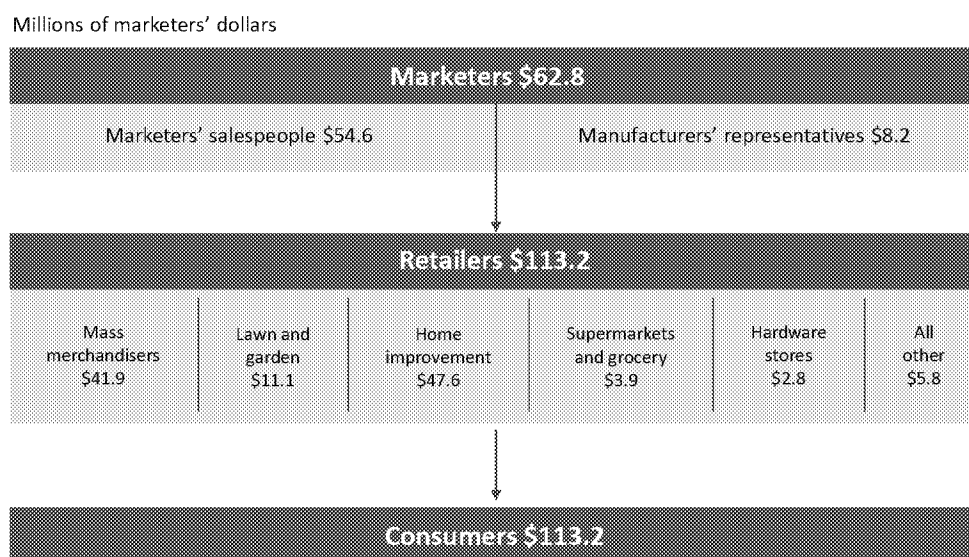 Millions of marketers' dollars
Marketers $62.8
Marketers' salespeople $54.6
Manufacturers' representatives $8.2
Retailers $113.2
Mass
merchandisers
$41.9
Lawn and
garden
$11.1
Home
improvement
$47.6
Supermarkets
and grocery
$3.9
Hardware
stores
$2.8
All
other
$5.8
Consumers $113.2